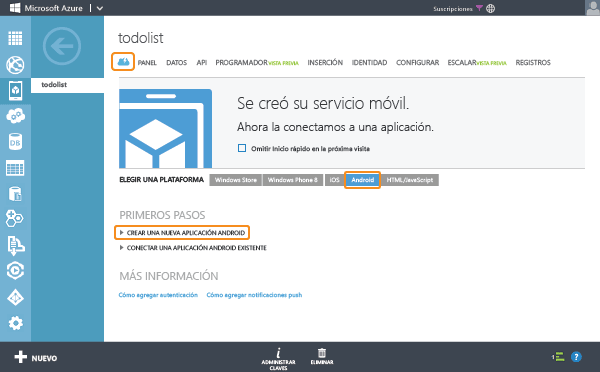 Microsoft Azure
Suscripciones
todolist
todolist
PANEL DATOS API PROGRAMADOR VISTA PREVIA INSERCIÓN IDENTIDAD CONFIGURAR ESCALAR VISTA PREVIA REGISTROS
Se creó su servicio móvil.
Ahora la conectamos a una aplicación.
Omitir Inicio rápido en la próxima visita
ELEGIR UNA PLATAFORMA Windows Store Windows Phone 8 iOS Android HTML/JavaScript
PRIMEROS PASOS
CREAR UNA NUEVA APLICACIÓN ANDROID
CONECTAR UNA APLICACIÓN ANDROID EXISTENTE
MÁS INFORMACIÓN
Cómo agregar autenticación Cómo agregar notificaciones push
DB
NUEVO
ADMINISTRAR CLAVES
ELIMINAR
1
?